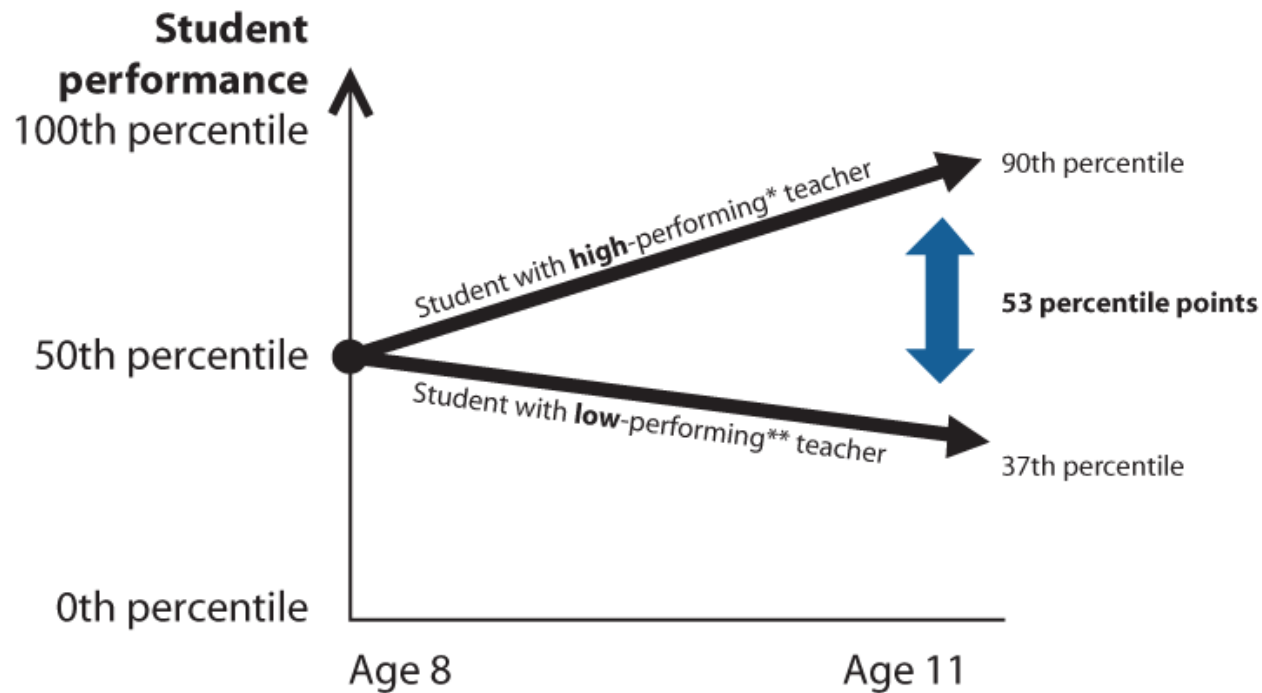 Student
performance
100th percentile
50th percentile
0th percentile
Student with high-performing* teacher
Student with low-performing** teacher
90th percentile
53 percentile points
37th percentile
Age 8
Age 11